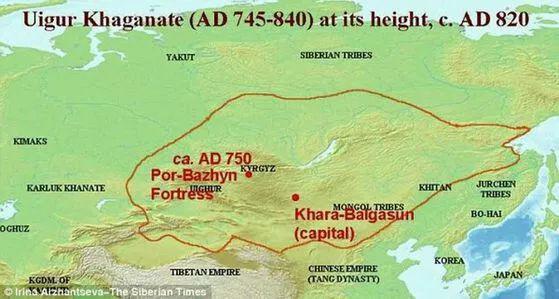 Uigur Khaganate (AD 745-840) at its height, c. AD 820
YAKUT
SIBERIAN TRIBES
KIMAKS
ca. AD 750
KYRGYZ
Por-Bazhyn
KARLUK KHANATE
UIGHUR
Fortress
KHITAN
JURCHEN
TRIBES
MONGOL TRIBES
Khara-Balgasun
(capital)
BO-HAI
OGHUZ
KOREA
TIBETAN EMPIRE
CHINESE EMPIRE
(TANG DYNASTY)
JAPAN
KGDM. OF
© Irina Arzhantseva–The Siberian Times